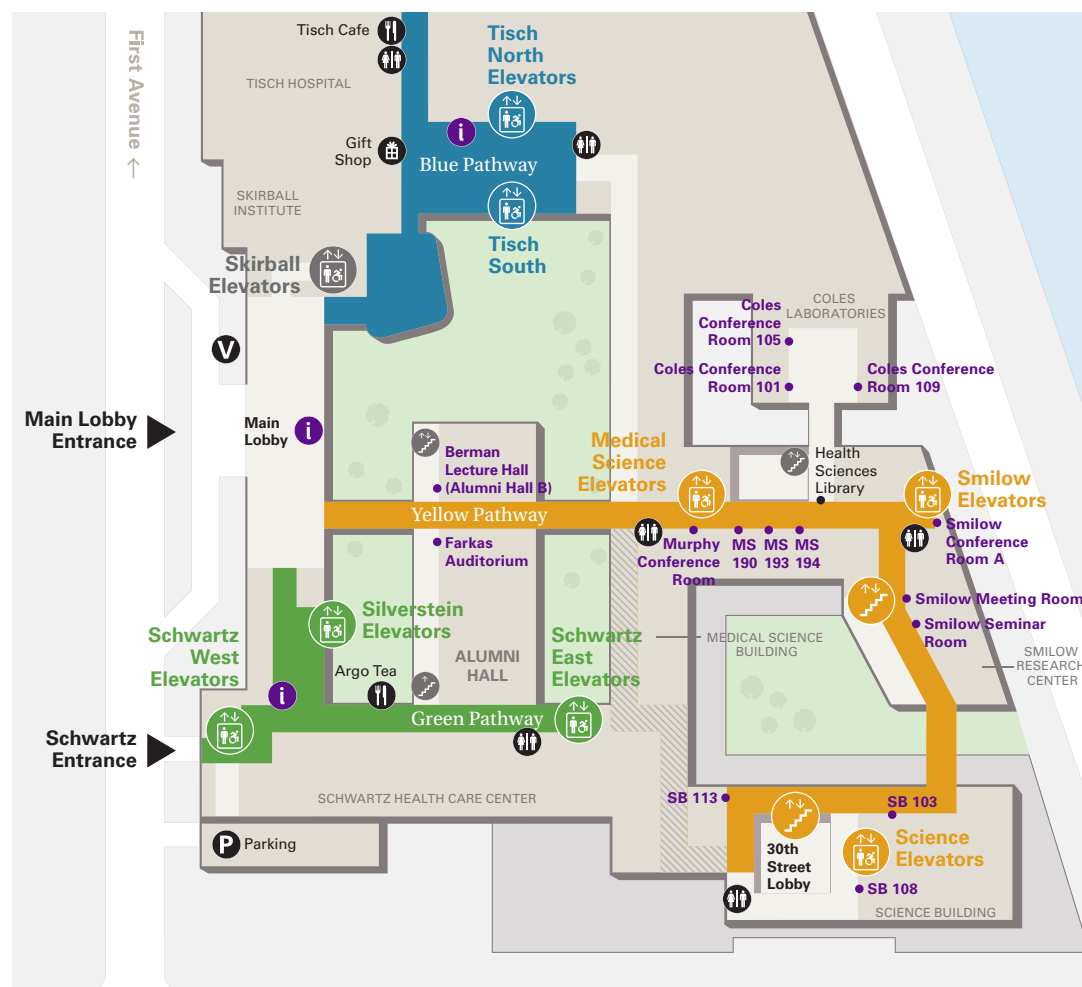 First Avenue ←
Tisch Cafe
TISCH HOSPITAL
Tisch
North
Elevators
i
Gift
Shop
Blue Pathway
SKIRBALL
INSTITUTE
Tisch
South
Skirball
Elevators
V
COLES
LABORATORIES
Coles
Conference
Room 105
Coles Conference
Room 101
Coles Conference
Room 109
Main Lobby
Entrance
Main
Lobby
i
Berman
Lecture Hall
(Alumni Hall B)
Medical
Science
Elevators
Health
Sciences
Library
Smilow
Elevators
Yellow Pathway
Farkas
Auditorium
Murphy
Conference
Room
MS
190
MS
193
MS
194
Smilow
Conference
Room A
Smilow Meeting Room
Smilow Seminar
Room
Silverstein
Elevators
Schwartz
West
Elevators
Schwartz
East
Elevators
MEDICAL SCIENCE
BUILDING
SMILOW
RESEARCH
CENTER
Argo Tea
ALUMNI
HALL
i
Green Pathway
Schwartz
Entrance
SCHWARTZ HEALTH CARE CENTER
SB 113
SB 103
P
Parking
30th
Street
Lobby
Science
Elevators
SB 108
SCIENCE BUILDING